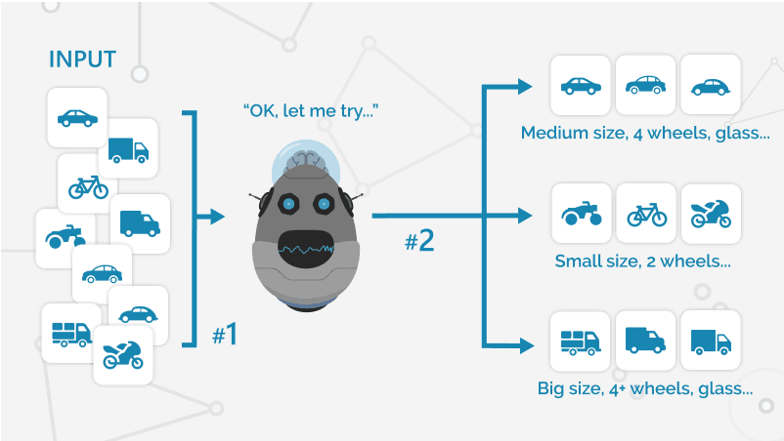 INPUT
“OK, let me try...”
#1
#2
Medium size, 4 wheels, glass...
Small size, 2 wheels...
Big size, 4+ wheels, glass...